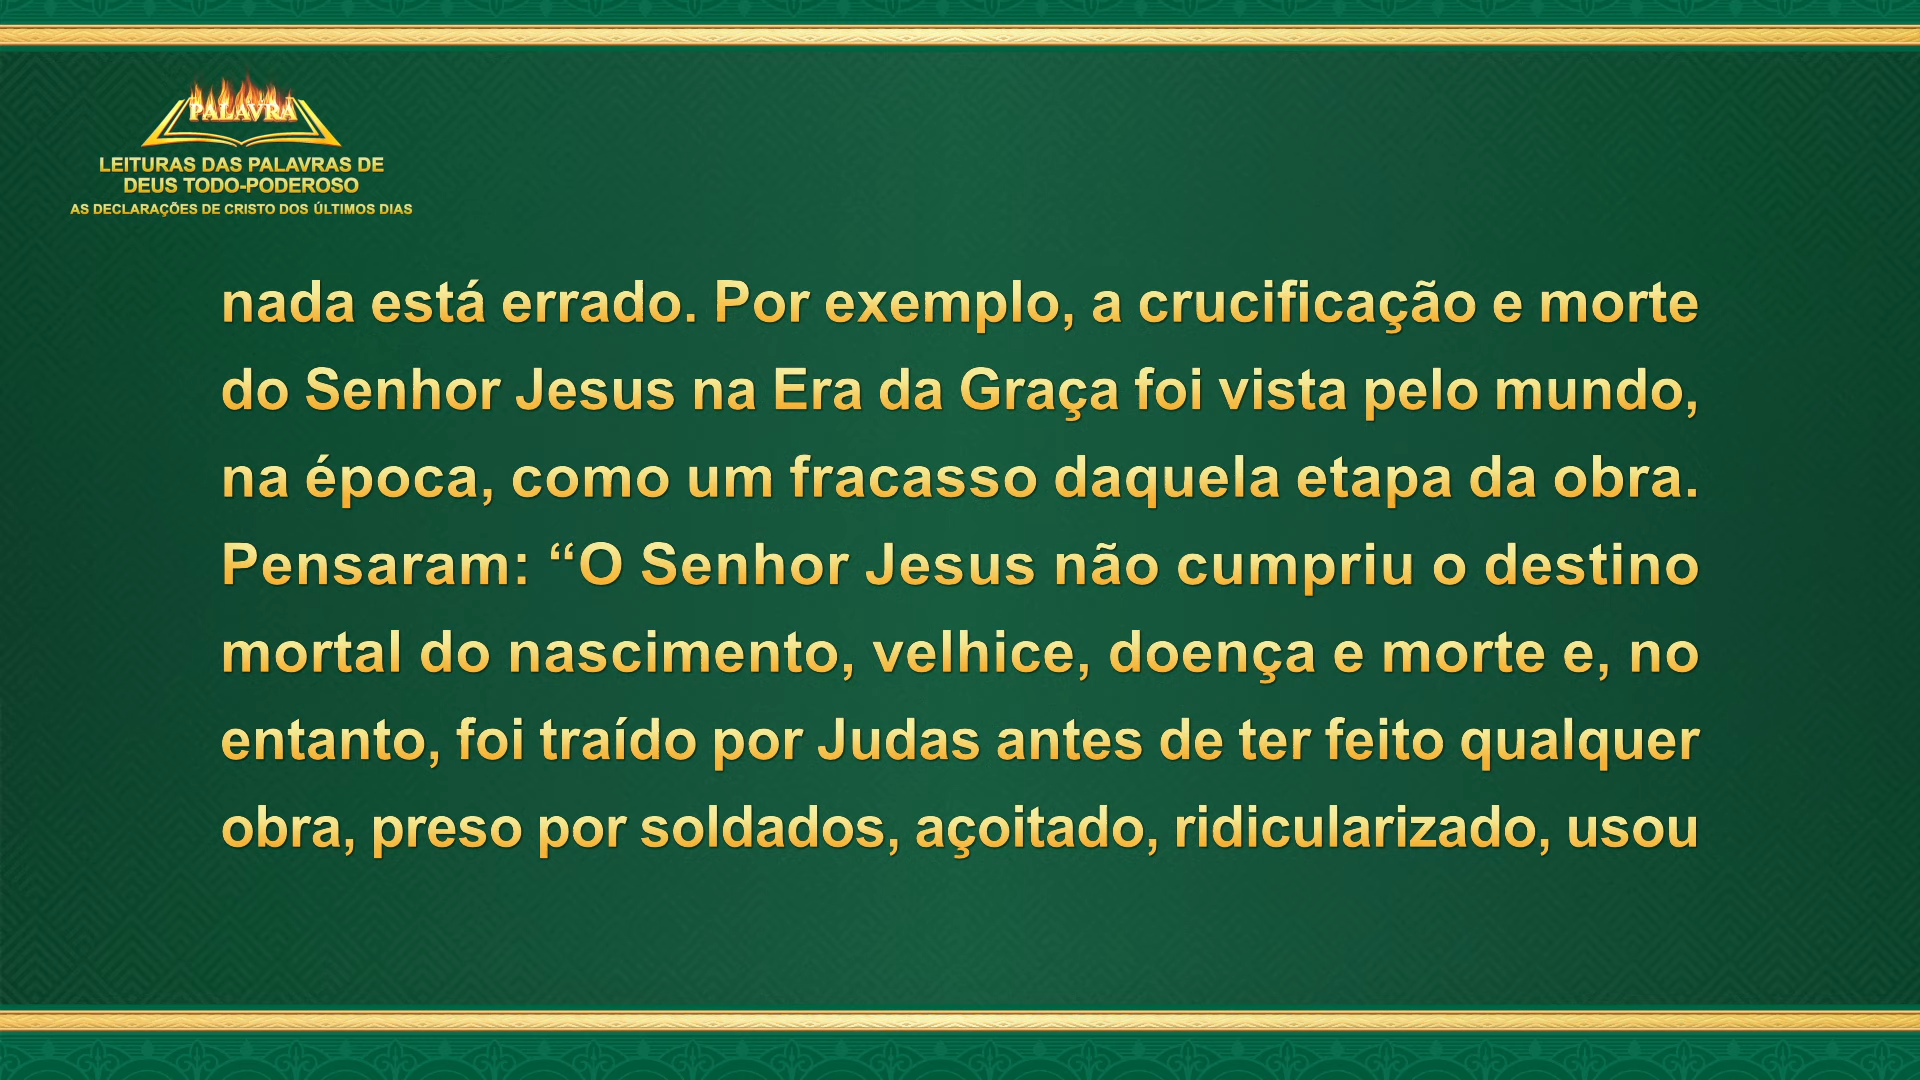 PALAVRA
LEITURAS DAS PALAVRAS DE
DEUS TODO-PODEROSO
AS DECLARAÇÕES DE CRISTO DOS ÚLTIMOS DIAS
nada está errado. Por exemplo, a crucificação e morte
do Senhor Jesus na Era da Graça foi vista pelo mundo,
na época, como um fracasso daquela etapa da obra.
Pensaram: “O Senhor Jesus não cumpriu o destino
mortal do nascimento, velhice, doença e morte e, no
entanto, foi traído por Judas antes de ter feito qualquer
obra, preso por soldados, açoitado, ridicularizado, usou